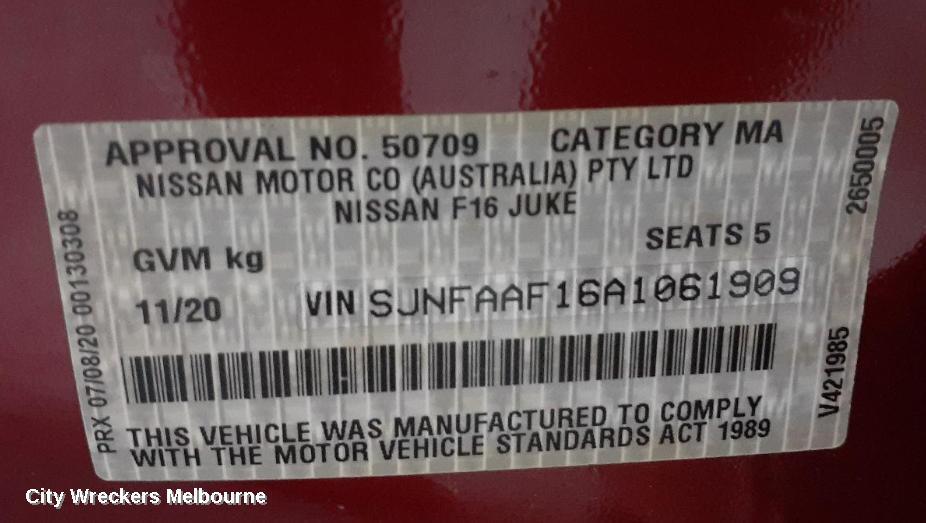 APPROVAL NO. 50709 CATEGORY MA
NISSAN MOTOR CO (AUSTRALIA) PTY LTD
NISSAN F16 JUKE
GVM kg SEATS 5
11/20 VIN SJNFAAF16A1061909
THIS VEHICLE WAS MANUFACTURED TO COMPLY
WITH THE MOTOR VEHICLE STANDARDS ACT 1989
PRX 07/08/20 00130308
2650005
V421985
City Wreckers Melbourne